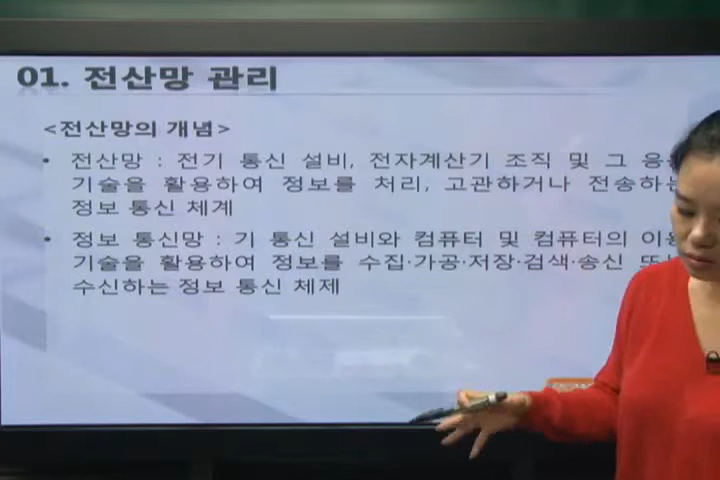 01. 전산망 관리
<전산망의 개념>
• 전산망 : 전기 통신 설비, 전자계산기 조직 및 그
기술을 활용하여 정보를 처리, 고관하거나 전송하는
정보 통신 체계
• 정보 통신망 : 기 통신 설비와 컴퓨터 및 컴퓨터의
기술을 활용하여 정보를 수집·가공·저장·검색·송신
수신하는 정보 통신 체제